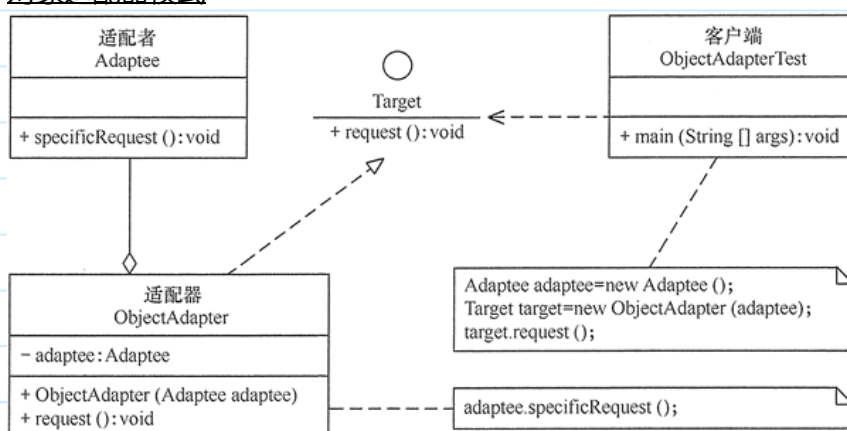 适配者
Adaptee
+ specificRequest ():void
Target
+ request ():void
客户端
ObjectAdapterTest
+ main (String [] args):void
适配器
ObjectAdapter
− adaptee:Adaptee
+ ObjectAdapter (Adaptee adaptee)
+ request ():void
Adaptee adaptee=new Adaptee ();
Target target=new ObjectAdapter (adaptee);
target.request ();
adaptee.specificRequest ();